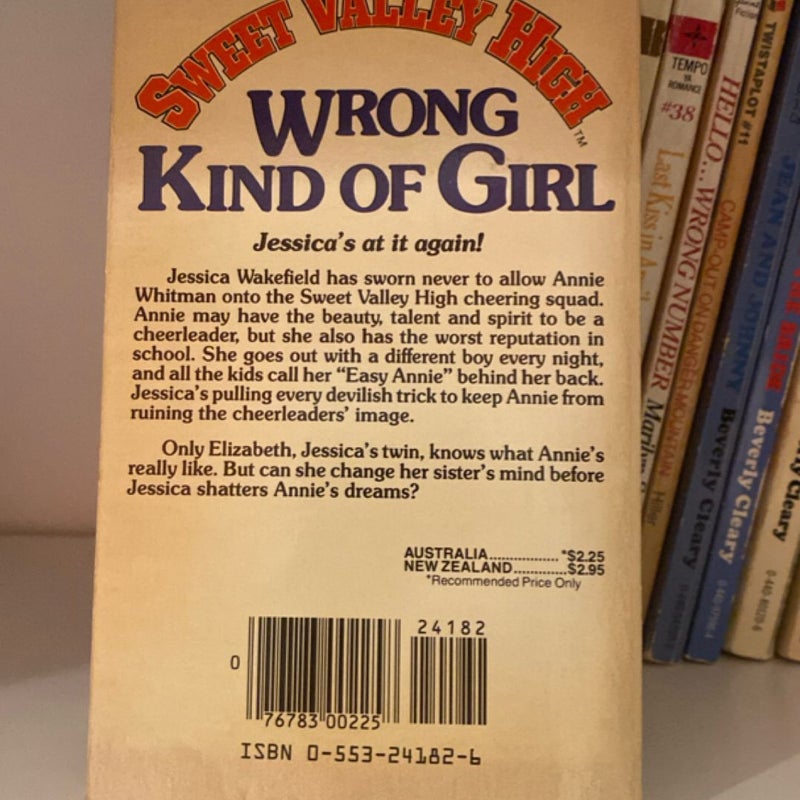 SWEET VALLEY HIGH™
WRONG
KIND OF GIRL
Jessica's at it again!
Jessica Wakefield has sworn never to allow Annie
Whitman onto the Sweet Valley High cheering squad.
Annie may have the beauty, talent and spirit to be a
cheerleader, but she also has the worst reputation in
school. She goes out with a different boy every night,
and all the kids call her “Easy Annie” behind her back.
Jessica's pulling every devilish trick to keep Annie from
ruining the cheerleaders' image.
Only Elizabeth, Jessica's twin, knows what Annie's
really like. But can she change her sister's mind before
Jessica shatters Annie's dreams?
AUSTRALIA................ *$2.25
NEW ZEALAND............$2.95
*Recommended Price Only
24182
0
76783 00225
ISBN 0-553-24182-6
TEMPO
ROMANCE
#38
Last Kiss in
HELLO...WRONG NUMBER Marilyn
TWISTAPLOT #11
CAMP-OUT ON DANGER MOUNTAIN Hiller
JEAN AND JOHNNY Beverly Cleary
Beverly Cleary
Cleary